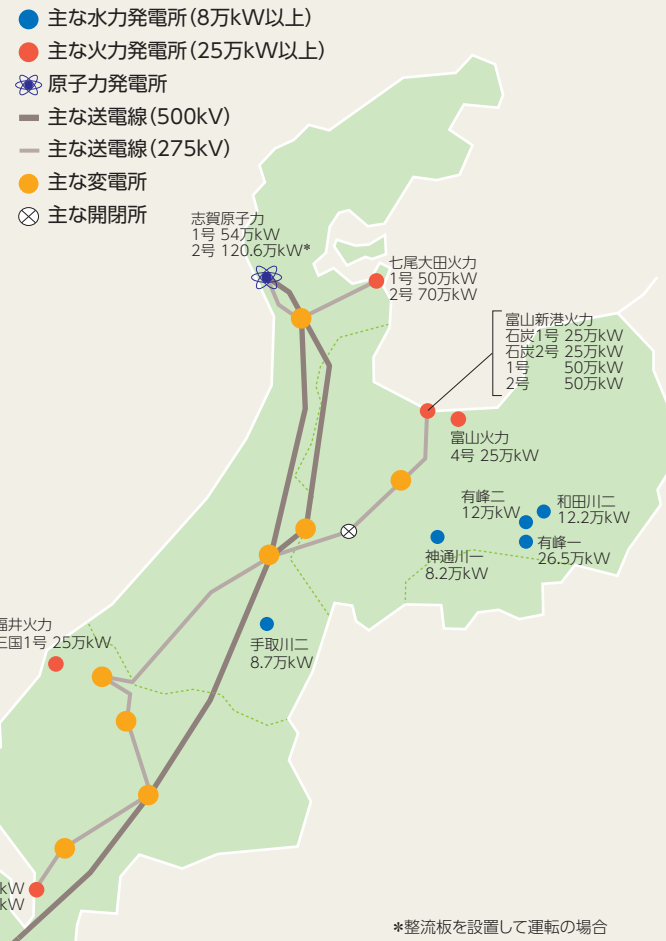 主な水力発電所(8万kW以上)
主な火力発電所(25万kW以上)
原子力発電所
主な送電線(500kV)
主な送電線(275kV)
主な変電所
主な開閉所
志賀原子力
1号 54万kW
2号 120.6万kW*
七尾大田火力
1号 50万kW
2号 70万kW
富山新港火力
石炭1号 25万kW
石炭2号 25万kW
1号 50万kW
2号 50万kW
富山火力
4号 25万kW
有峰二
12万kW
和田川二
12.2万kW
有峰一
26.5万kW
神通川一
8.2万kW
手取川二
8.7万kW
福井火力
三国1号 25万kW
kW
kW
*整流板を設置して運転の場合